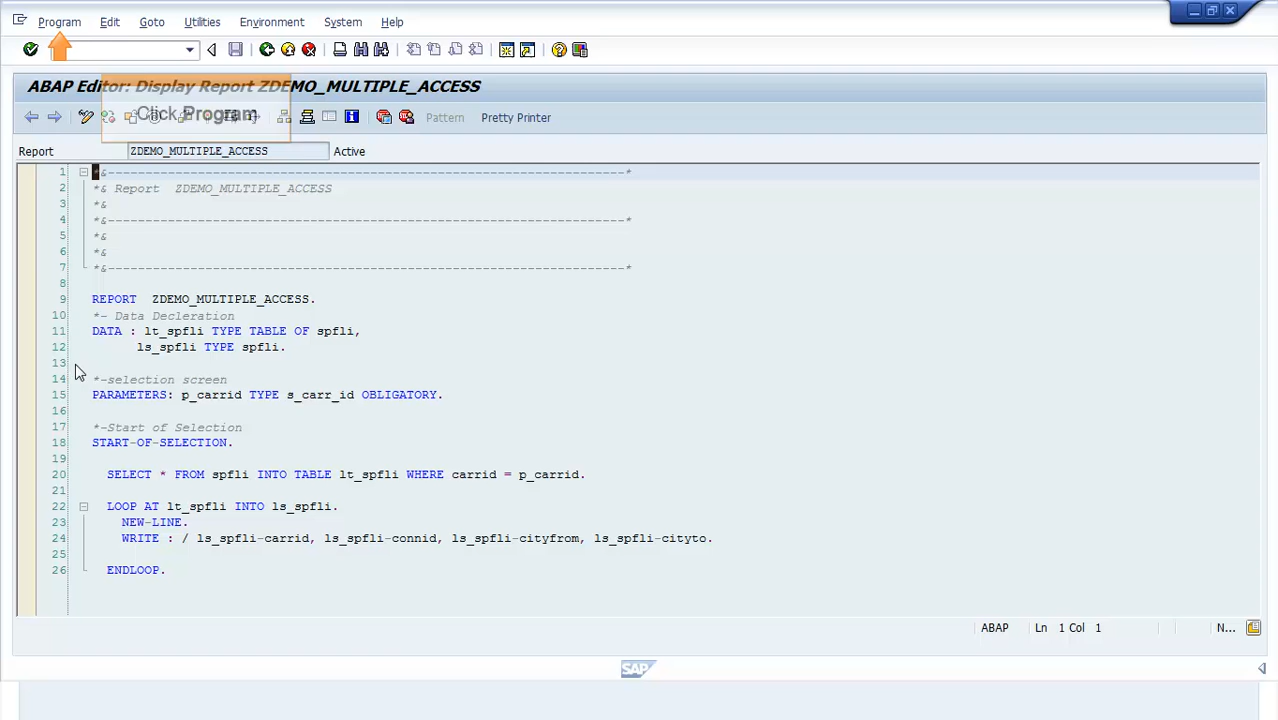 Program Edit Goto Utilities Environment System Help
ABAP Editor: Display Report ZDEMO_MULTIPLE_ACCESS
Click Program
Pattern Pretty Printer
Report ZDEMO_MULTIPLE_ACCESS Active
1 *&---------------------------------------------------------------------*
2 *& Report  ZDEMO_MULTIPLE_ACCESS
3 *&
4 *&---------------------------------------------------------------------*
5 *&
6 *&
7 *&---------------------------------------------------------------------*
8
9 REPORT  ZDEMO_MULTIPLE_ACCESS.
10 *- Data Decleration
11 DATA : lt_spfli TYPE TABLE OF spfli,
12 ls_spfli TYPE spfli.
13
14 *-selection screen
15 PARAMETERS: p_carrid TYPE s_carr_id OBLIGATORY.
16
17 *-Start of Selection
18 START-OF-SELECTION.
19
20 SELECT * FROM spfli INTO TABLE lt_spfli WHERE carrid = p_carrid.
21
22 LOOP AT lt_spfli INTO ls_spfli.
23 NEW-LINE.
24 WRITE : / ls_spfli-carrid, ls_spfli-connid, ls_spfli-cityfrom, ls_spfli-cityto.
25
26 ENDLOOP.
ABAP Ln 1 Col 1 N...
SAP